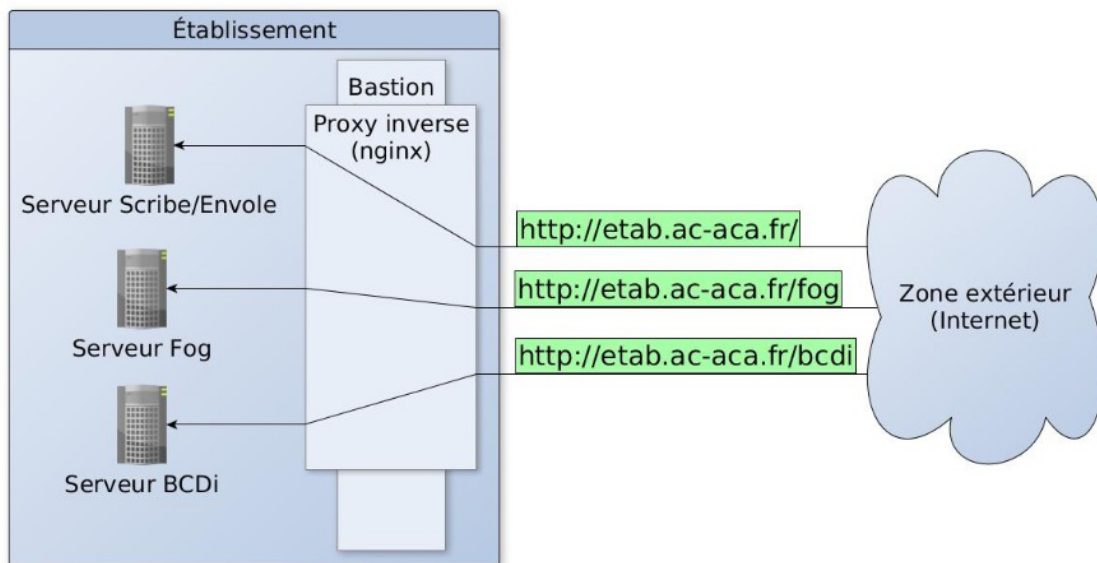 Établissement
Bastion
Proxy inverse
(nginx)
Serveur Scribe/Envole
Serveur Fog
Serveur BCDi
http://etab.ac-aca.fr/
http://etab.ac-aca.fr/fog
http://etab.ac-aca.fr/bcdi
Zone extérieur
(Internet)